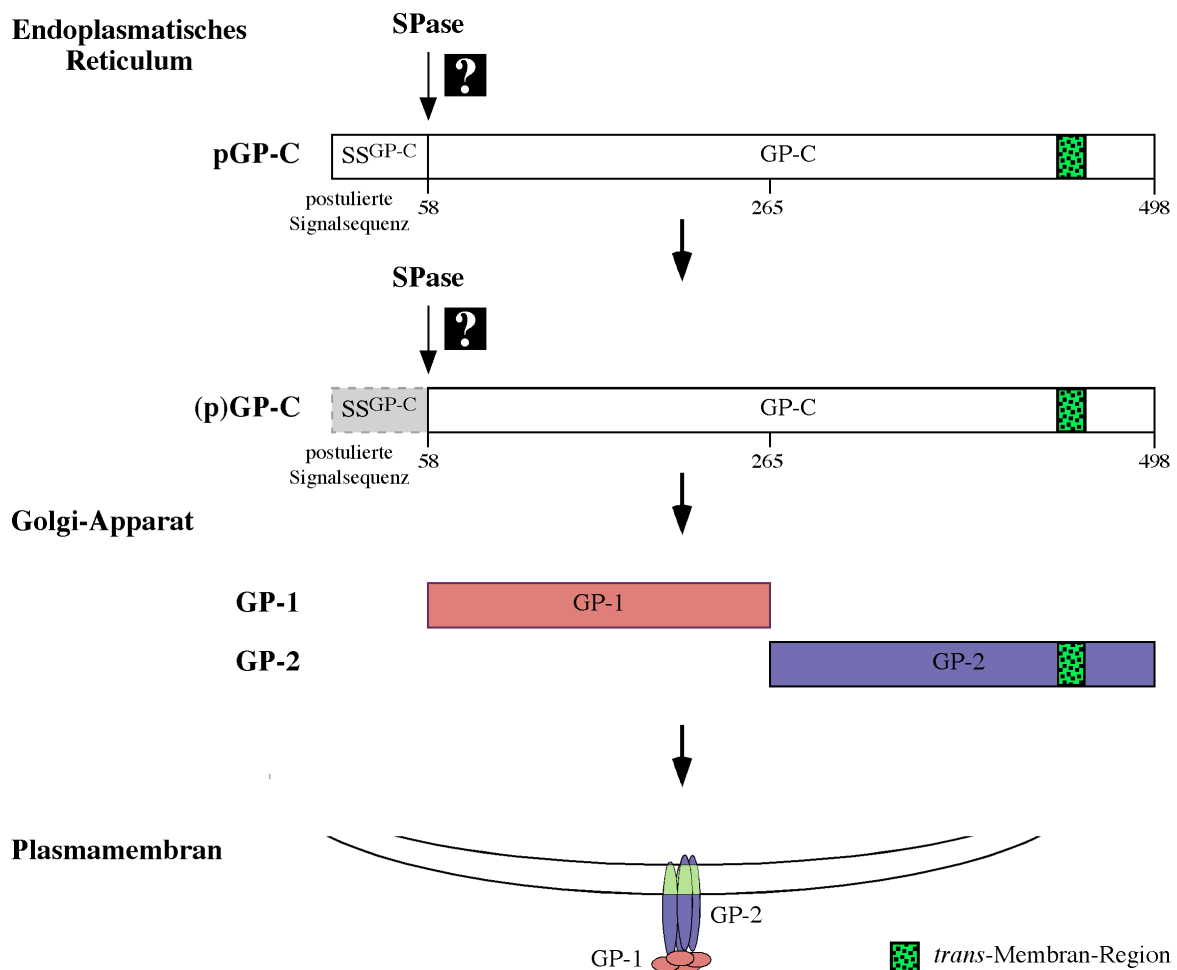 Endoplasmatisches
Reticulum
SPase
?
pGP-C
SSGP-C
GP-C
postulierte
Signalsequenz
58
265
498
SPase
?
(p)GP-C
SSGP-C
GP-C
postulierte
Signalsequenz
58
265
498
Golgi-Apparat
GP-1
GP-1
GP-2
GP-2
Plasmamembran
GP-2
GP-1
trans-Membran-Region